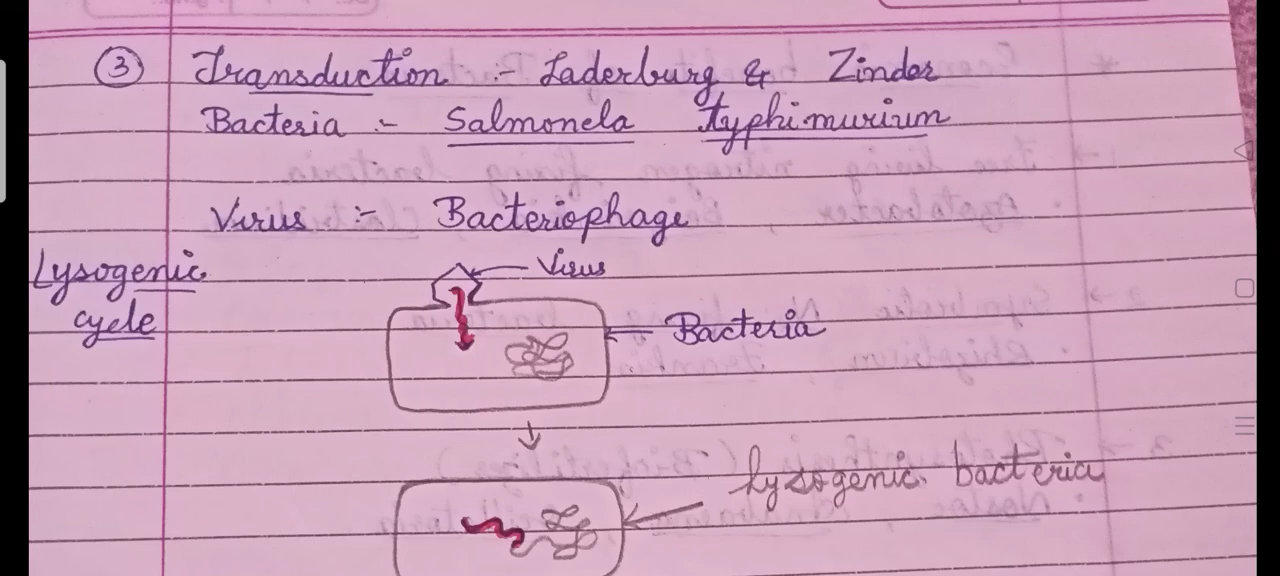 ③ Transduction :- Laderburg & Zinder
Bacteria :- Salmonela typhimurium
Virus :- Bacteriophage
Lysogenic
cycle
Virus
Bacteria
Lysogenic bacteria